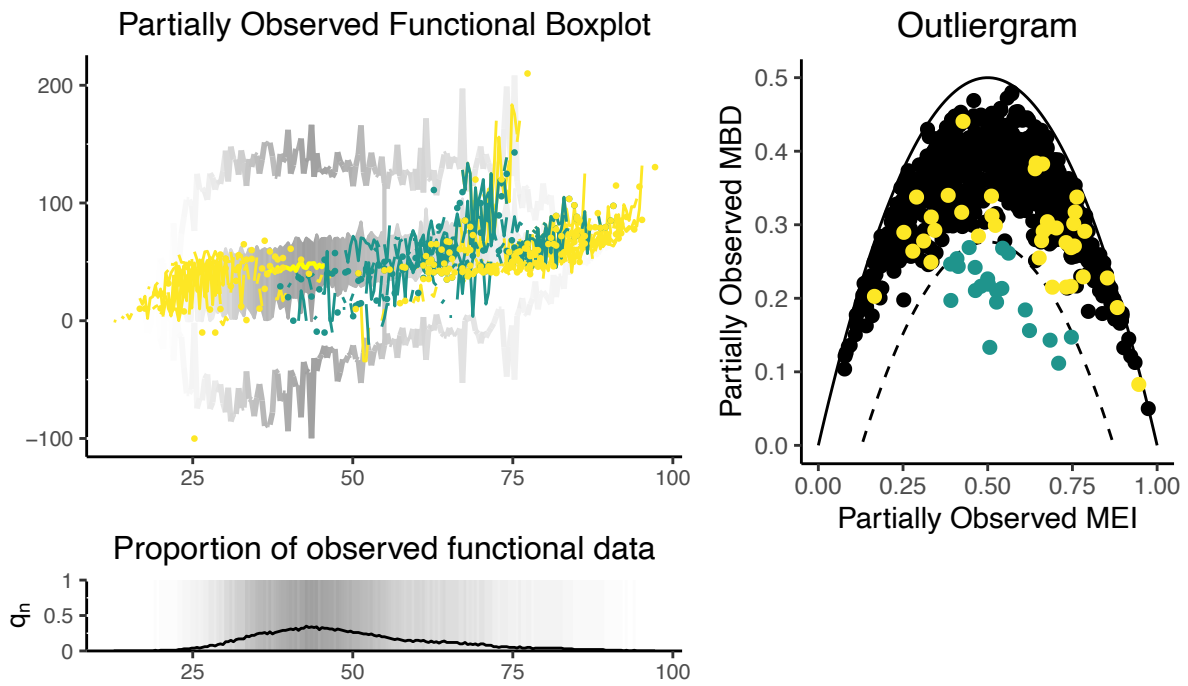 Partially Observed Functional Boxplot
200
100
0
−100
25 50 75 100
Proportion of observed functional data
qn
1
0.5
0
25 50 75 100
Outliergram
Partially Observed MBD
0.5
0.4
0.3
0.2
0.1
0.0
0.00 0.25 0.50 0.75 1.00
Partially Observed MEI